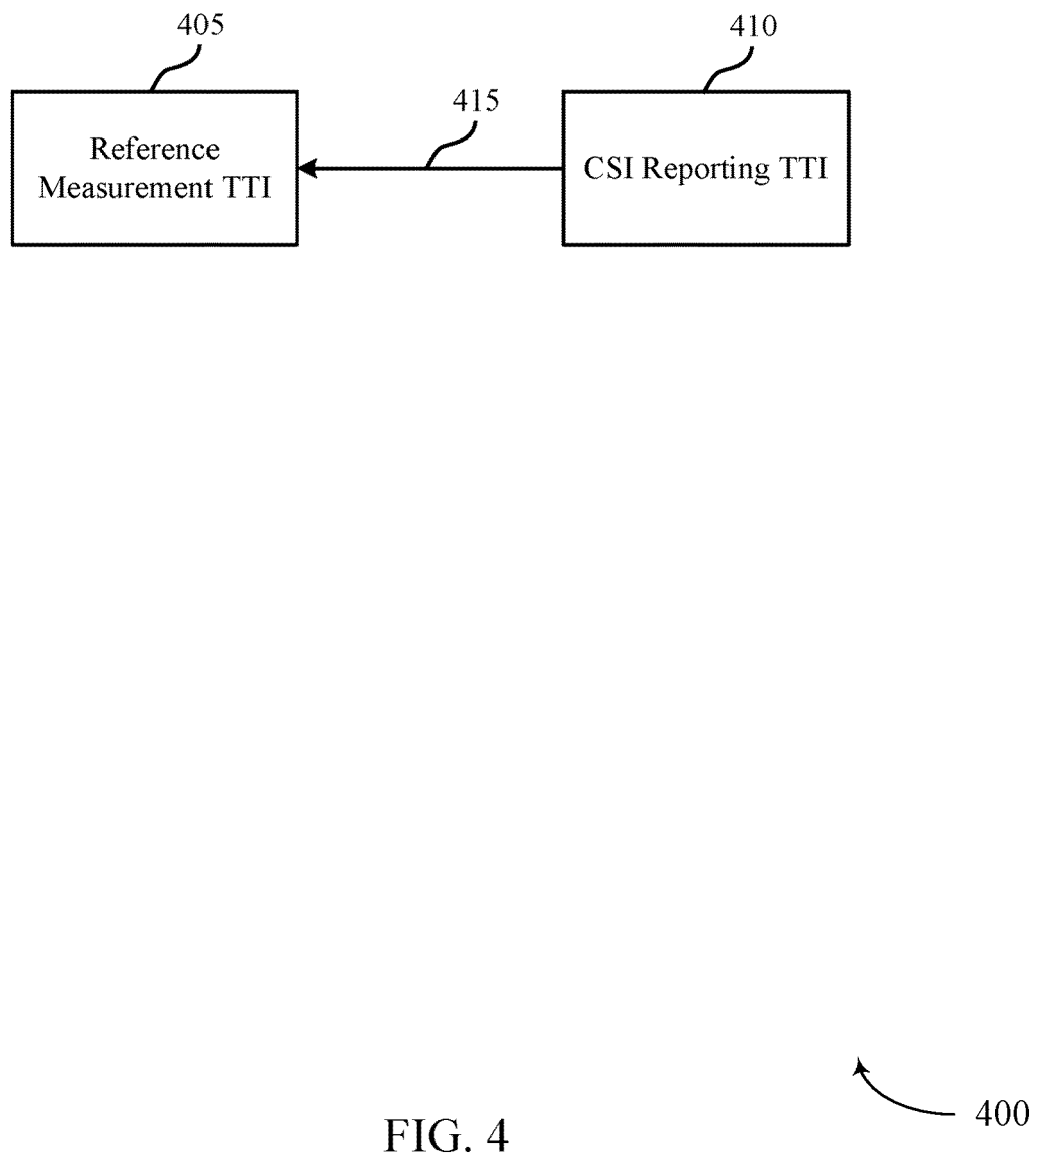 405
410
415
Reference
Measurement TTI
CSI Reporting TTI
400
FIG. 4